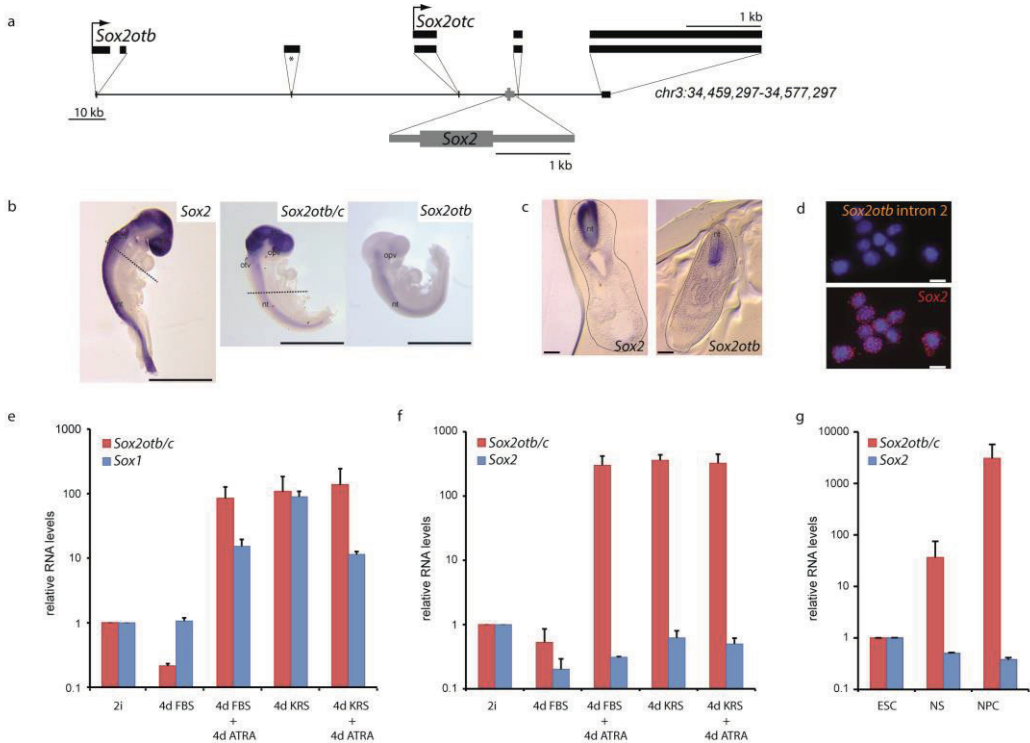 a
Sox2otb
Sox2otc
1 kb
*
chr3:34,459,297-34,577,297
10 kb
Sox2
1 kb
b
Sox2
nt
Sox2otb/c
opv
otv
nt
Sox2otb
opv
nt
c
nt
Sox2
nt
Sox2otb
d
Sox2otb intron 2
Sox2
e
Sox2otb/c
Sox1
relative RNA levels
1000
100
10
1
0.1
2i
4d FBS
4d FBS + 4d ATRA
4d KRS
4d KRS + 4d ATRA
f
Sox2otb/c
Sox2
relative RNA levels
1000
100
10
1
0.1
2i
4d FBS
4d FBS + 4d ATRA
4d KRS
4d KRS + 4d ATRA
g
Sox2otb/c
Sox2
relative RNA levels
10000
1000
100
10
1
0.1
ESC
NS
NPC